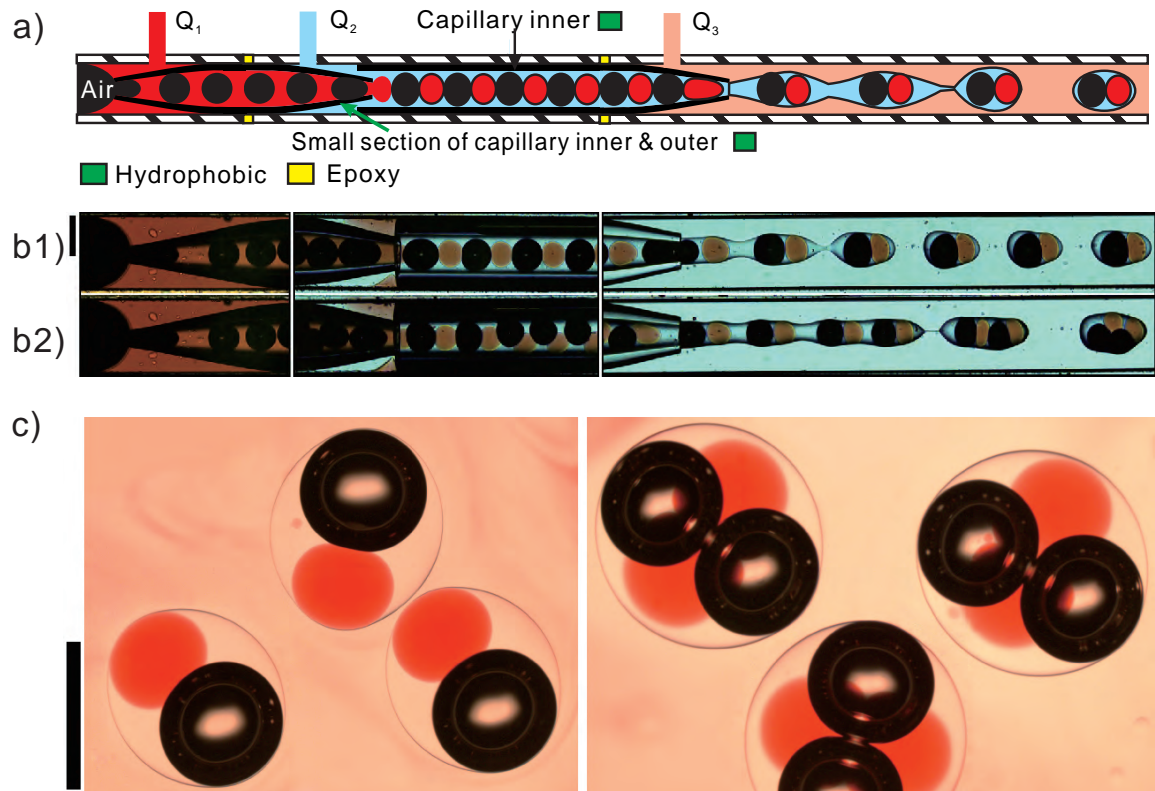 a)
Q1
Q2
Capillary inner
Q3
Air
Small section of capillary inner & outer
Hydrophobic
Epoxy
b1)
b2)
c)